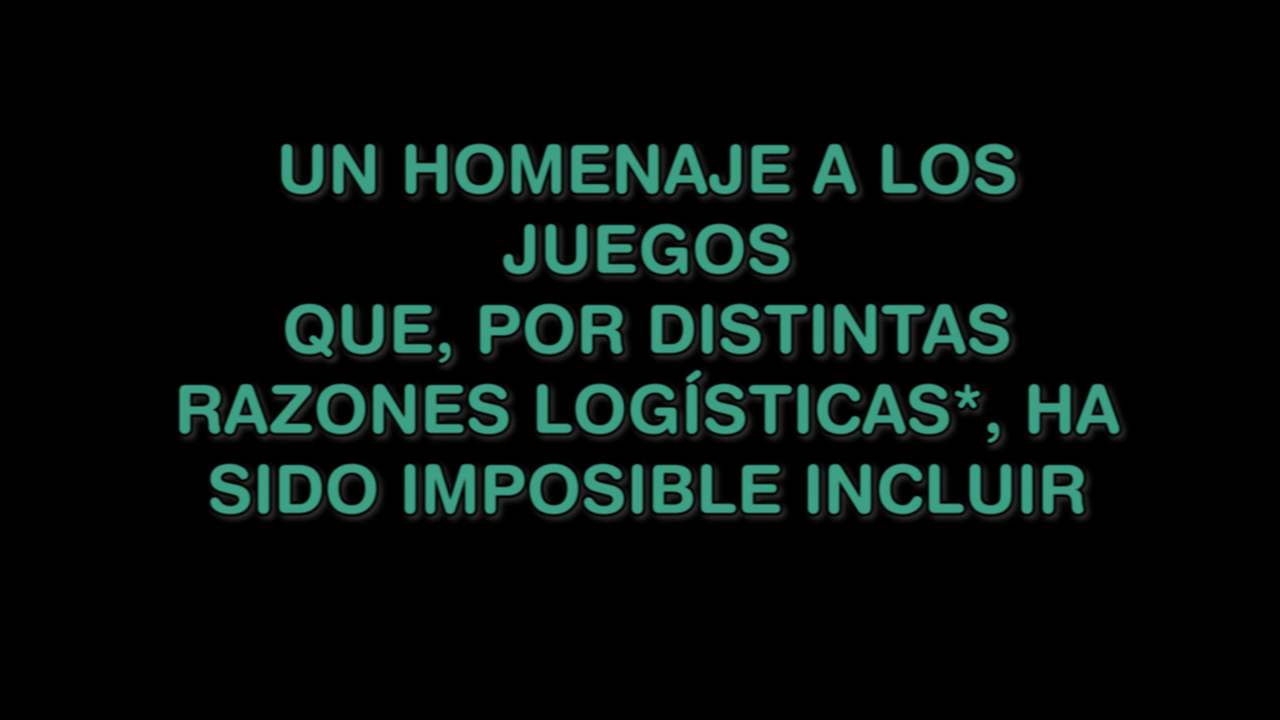 UN HOMENAJE A LOS
JUEGOS
QUE, POR DISTINTAS
RAZONES LOGÍSTICAS*, HA
SIDO IMPOSIBLE INCLUIR